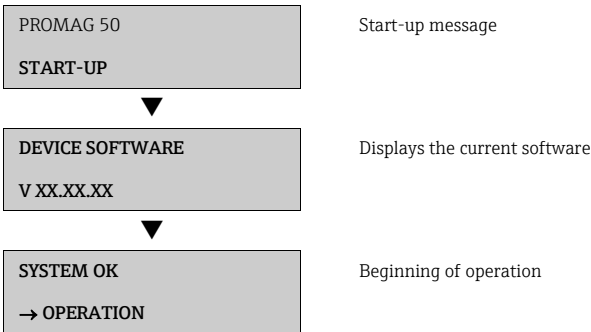 PROMAG 50
Start-up message
START-UP
DEVICE SOFTWARE
Displays the current software
V XX.XX.XX
SYSTEM OK
Beginning of operation
→ OPERATION